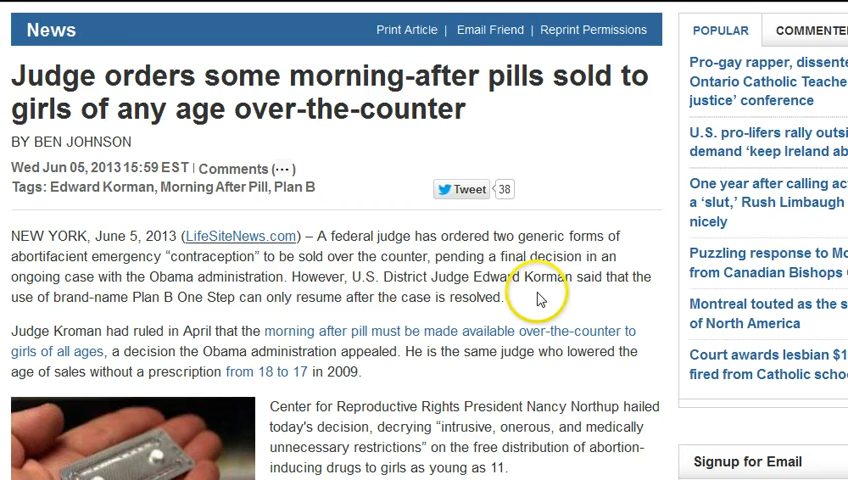 News
Print Article | Email Friend | Reprint Permissions
Judge orders some morning-after pills sold to
girls of any age over-the-counter
BY BEN JOHNSON
Wed Jun 05, 2013 15:59 EST | Comments (...)
Tags: Edward Korman, Morning After Pill, Plan B
Tweet 38
NEW YORK, June 5, 2013 (LifeSiteNews.com) – A federal judge has ordered two generic forms of
abortifacient emergency “contraception” to be sold over the counter, pending a final decision in an
ongoing case with the Obama administration. However, U.S. District Judge Edward Korman said that the
use of brand-name Plan B One Step can only resume after the case is resolved.
Judge Kroman had ruled in April that the morning after pill must be made available over-the-counter to
girls of all ages, a decision the Obama administration appealed. He is the same judge who lowered the
age of sales without a prescription from 18 to 17 in 2009.
Center for Reproductive Rights President Nancy Northup hailed
today's decision, decrying “intrusive, onerous, and medically
unnecessary restrictions” on the free distribution of abortion-
inducing drugs to girls as young as 11.
POPULAR COMMENTE
Pro-gay rapper, dissente
Ontario Catholic Teache
justice’ conference
U.S. pro-lifers rally outsi
demand ‘keep Ireland ab
One year after calling ac
a ‘slut,’ Rush Limbaugh
nicely
Puzzling response to Mo
from Canadian Bishops
Montreal touted as the s
of North America
Court awards lesbian $1
fired from Catholic schoo
Signup for Email